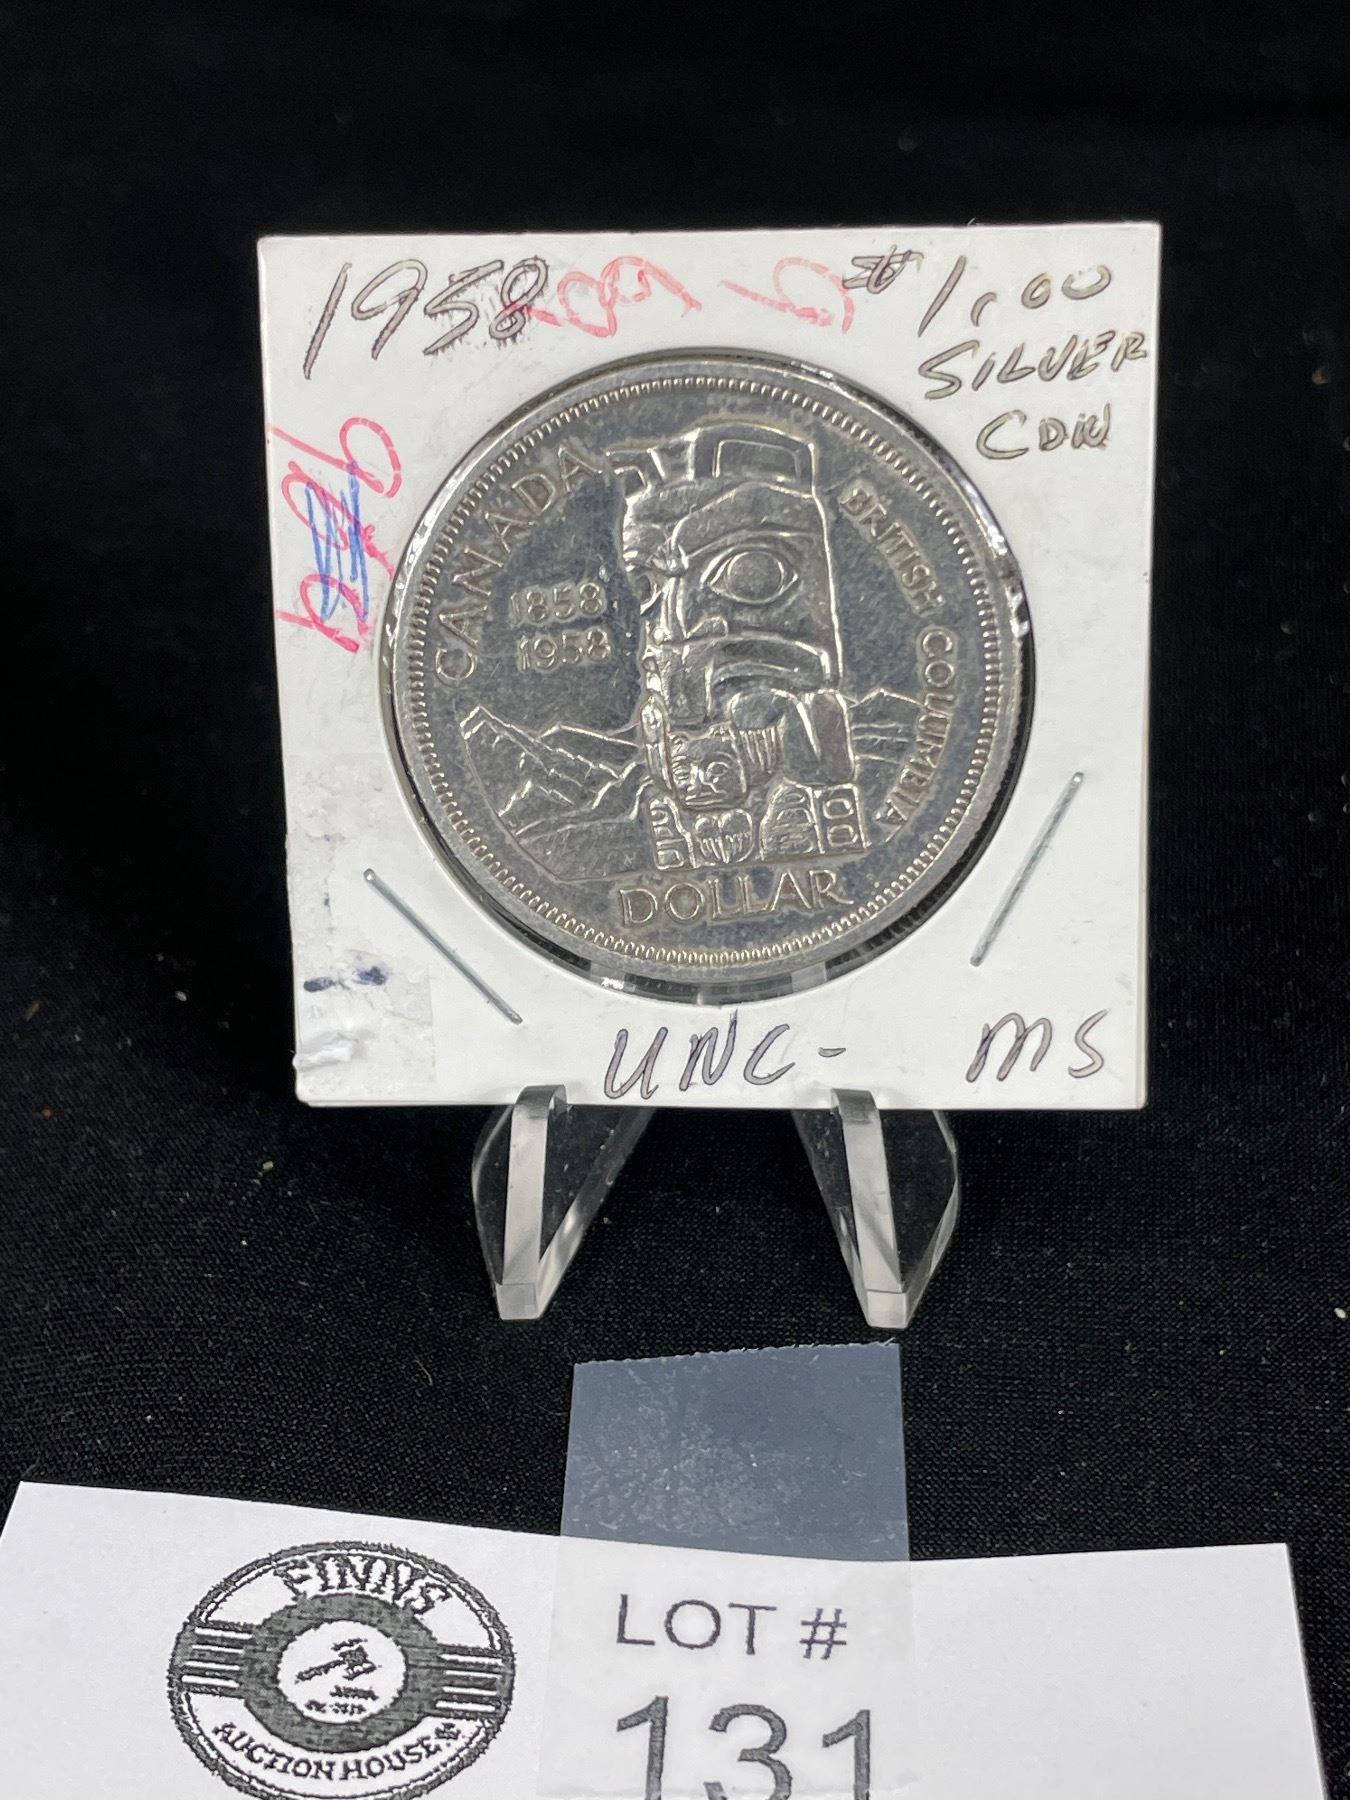 1958
$1.00
SILVER
CDN
CANADA
1858
1958
BRITISH COLUMBIA
DOLLAR
UNC- MS
FINNS
AUCTION HOUSE
LOT #
131